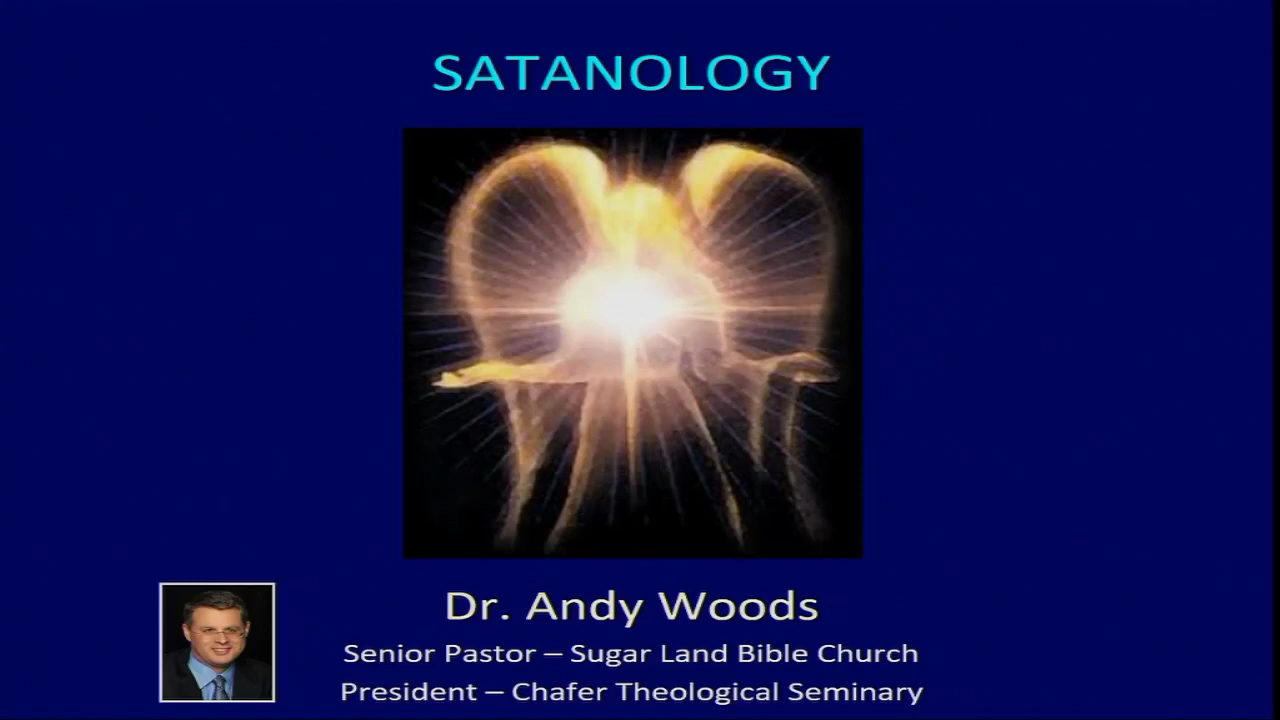 SATANOLOGY
Dr. Andy Woods
Senior Pastor – Sugar Land Bible Church
President – Chafer Theological Seminary